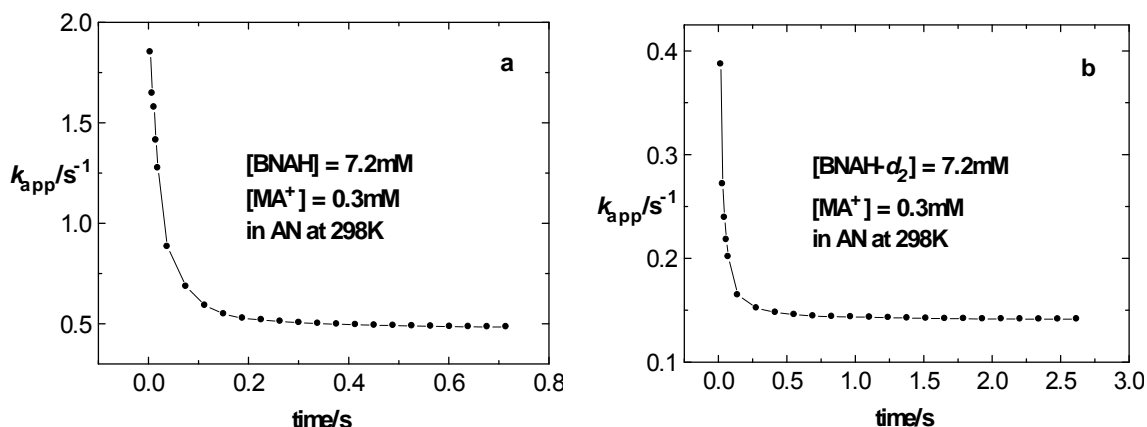 2.0
1.5
1.0
0.5
k_app/s⁻¹
a
[BNAH] = 7.2mM
[MA⁺] = 0.3mM
in AN at 298K
0.0 0.2 0.4 0.6 0.8
time/s
0.4
0.3
0.2
0.1
k_app/s⁻¹
b
[BNAH-d₂] = 7.2mM
[MA⁺] = 0.3mM
in AN at 298K
0.0 0.5 1.0 1.5 2.0 2.5 3.0
time/s